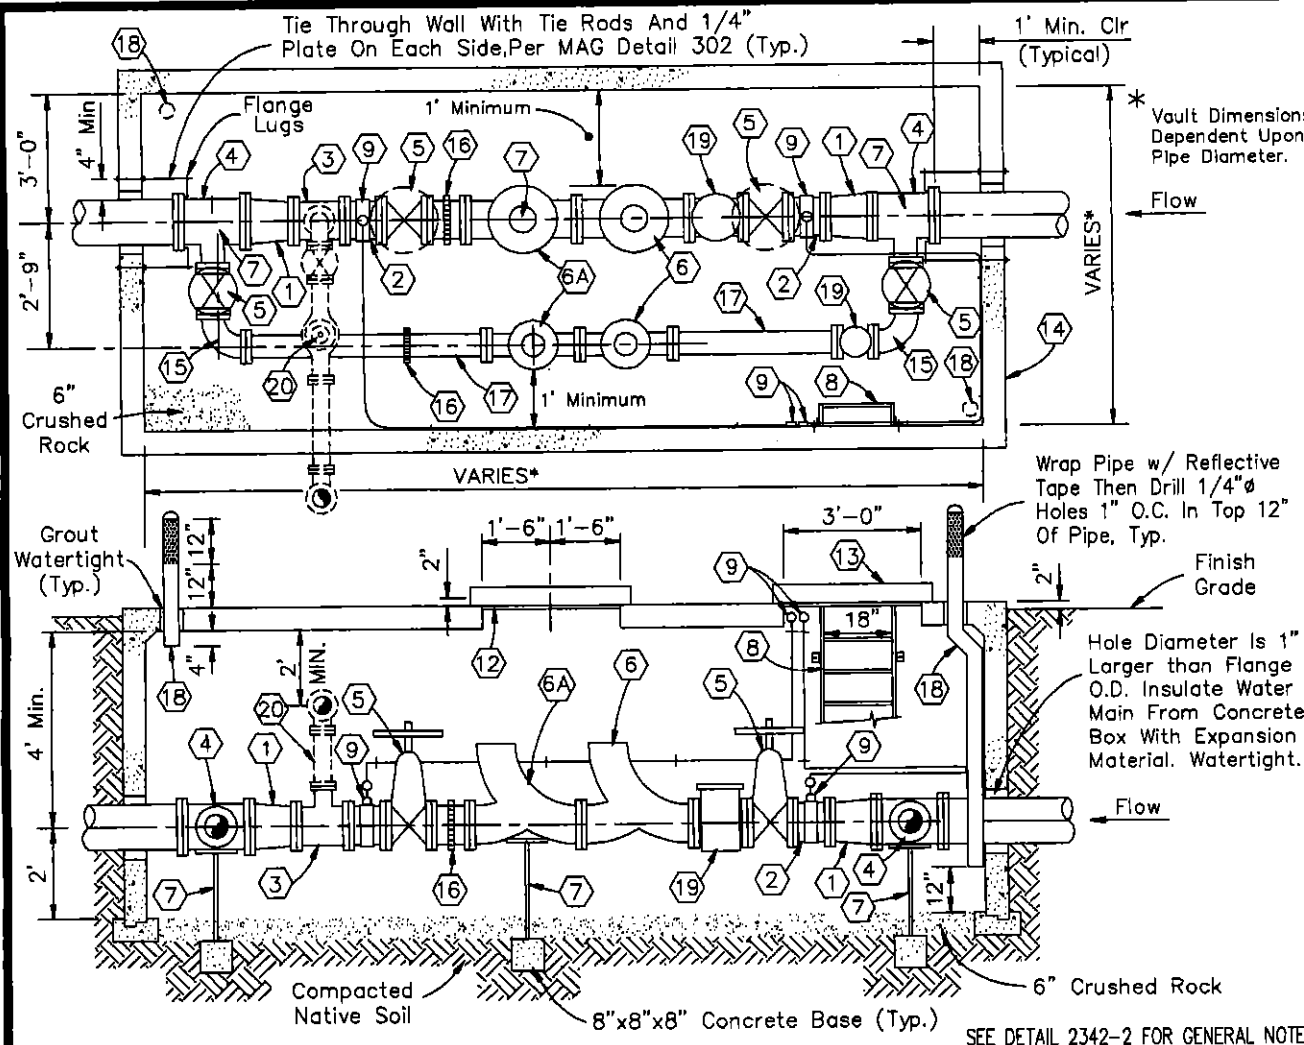 Tie Through Wall With Tie Rods And 1/4"
Plate On Each Side,Per MAG Detail 302 (Typ.)
1' Min. Clr
(Typical)
18
4" Min
Flange
Lugs
1' Minimum
*
Vault Dimensions
Dependent Upon
Pipe Diameter.
3'-0"
4
3
9
5
16
7
19
5
9
1
7
4
Flow
2'-9"
7
1
5
2
6A
6
2
19
5
VARIES*
14
17
15
20
16
17
15
18
6"
Crushed
Rock
1' Minimum
9
8
VARIES*
Wrap Pipe w/ Reflective
Tape Then Drill 1/4"ø
Holes 1" O.C. In Top 12"
Of Pipe, Typ.
Grout
Watertight
(Typ.)
12"
12"
1'-6"
1'-6"
3'-0"
2"
9
13
2"
Finish
Grade
4"
18
2'
MIN.
12
18"
8
18
Hole Diameter Is 1"
Larger than Flange
O.D. Insulate Water
Main From Concrete
Box With Expansion
Material. Watertight.
4' Min.
20
5
6A
6
5
4
1
9
9
Flow
2'
7
3
16
7
19
2
1
4
7
12"
Compacted
Native Soil
8"x8"x8" Concrete Base (Typ.)
6" Crushed Rock
SEE DETAIL 2342-2 FOR GENERAL NOTE